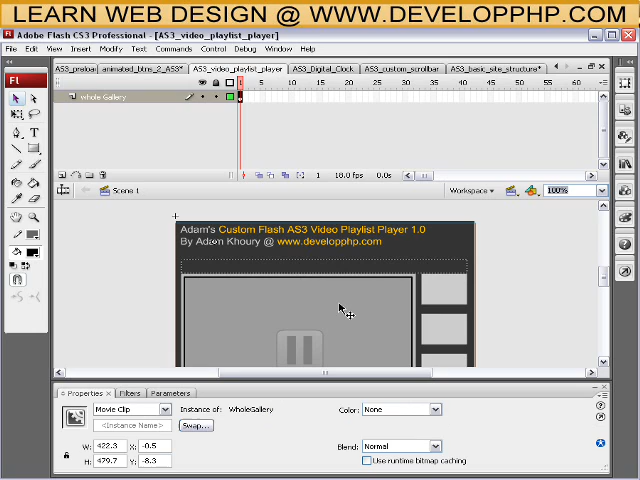 LEARN WEB DESIGN @ WWW.DEVELOPPHP.COM
Adobe Flash CS3 Professional - [AS3_video_playlist_player]
File Edit View Insert Modify Text Commands Control Debug Window Help
AS3_preload animated_btns_2_AS3* AS3_video_playlist_player AS3_Digital_Clock AS3_custom_scrollbar AS3_basic_site_structure*
1 5 10 15 20 25 30 35 40 45 50 55 60
whole Gallery
1 18.0 fps 0.0s
Scene 1 Workspace 100%
Fl
Adam's Custom Flash AS3 Video Playlist Player 1.0
By Adam Khoury @ www.developphp.com
Properties Filters Parameters
Movie Clip Instance of: WholeGallery Color: None
<Instance Name> Swap...
W: 422.3 X: -0.5 Blend: Normal
H: 479.7 Y: -8.3 Use runtime bitmap caching